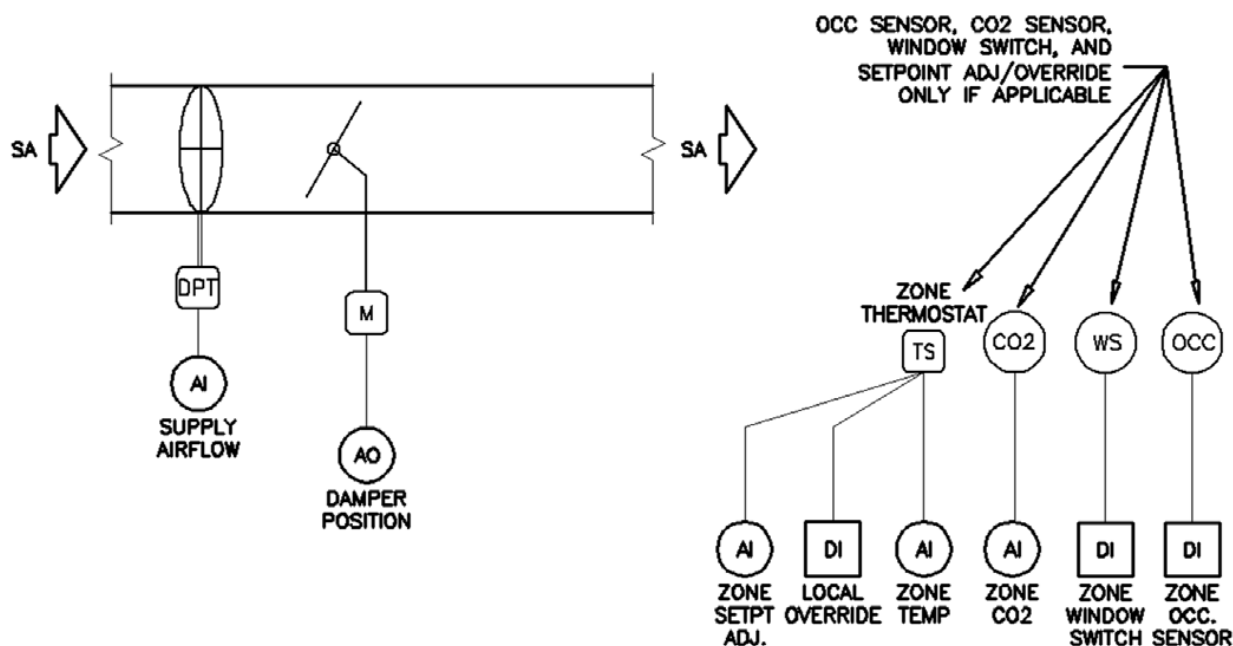 OCC SENSOR, CO2 SENSOR,
WINDOW SWITCH, AND
SETPOINT ADJ/OVERRIDE
ONLY IF APPLICABLE
SA
SA
DPT
M
AI
SUPPLY
AIRFLOW
AO
DAMPER
POSITION
ZONE
THERMOSTAT
TS
CO2
WS
OCC
AI
DI
AI
AI
DI
DI
ZONE
SETPT
ADJ.
LOCAL
OVERRIDE
ZONE
TEMP
ZONE
CO2
ZONE
WINDOW
SWITCH
ZONE
OCC.
SENSOR